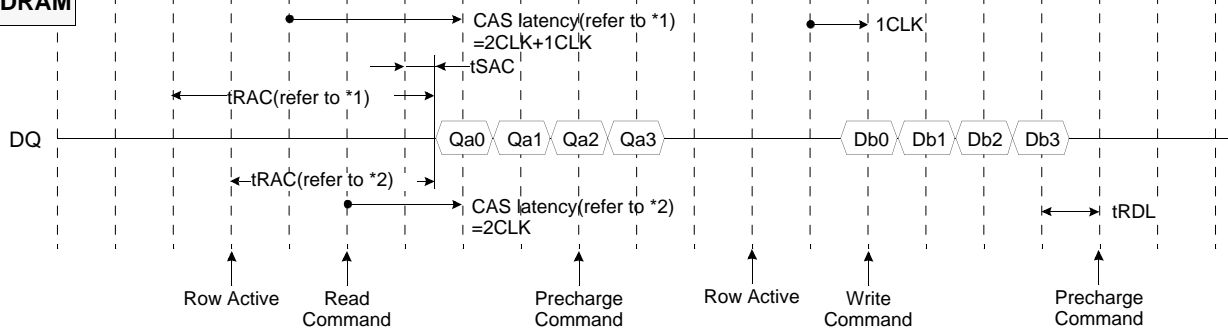 DRAM
CAS latency(refer to *1)
=2CLK+1CLK
1CLK
tSAC
tRAC(refer to *1)
DQ
Qa0
Qa1
Qa2
Qa3
Db0
Db1
Db2
Db3
tRAC(refer to *2)
CAS latency(refer to *2)
=2CLK
tRDL
Row Active
Read
Command
Precharge
Command
Row Active
Write
Command
Precharge
Command